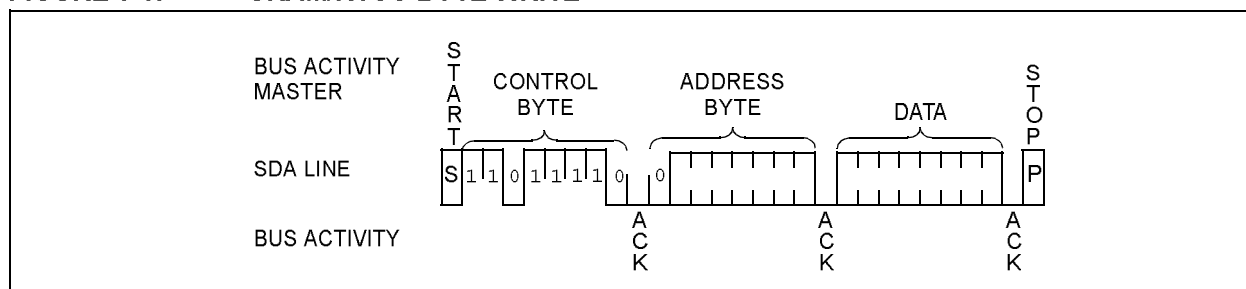 BUS ACTIVITY
MASTER
START
CONTROL
BYTE
ADDRESS
BYTE
DATA
STOP
SDA LINE
S 1 1 0 1 1 1 1 0 0 P
BUS ACTIVITY
ACK
ACK
ACK